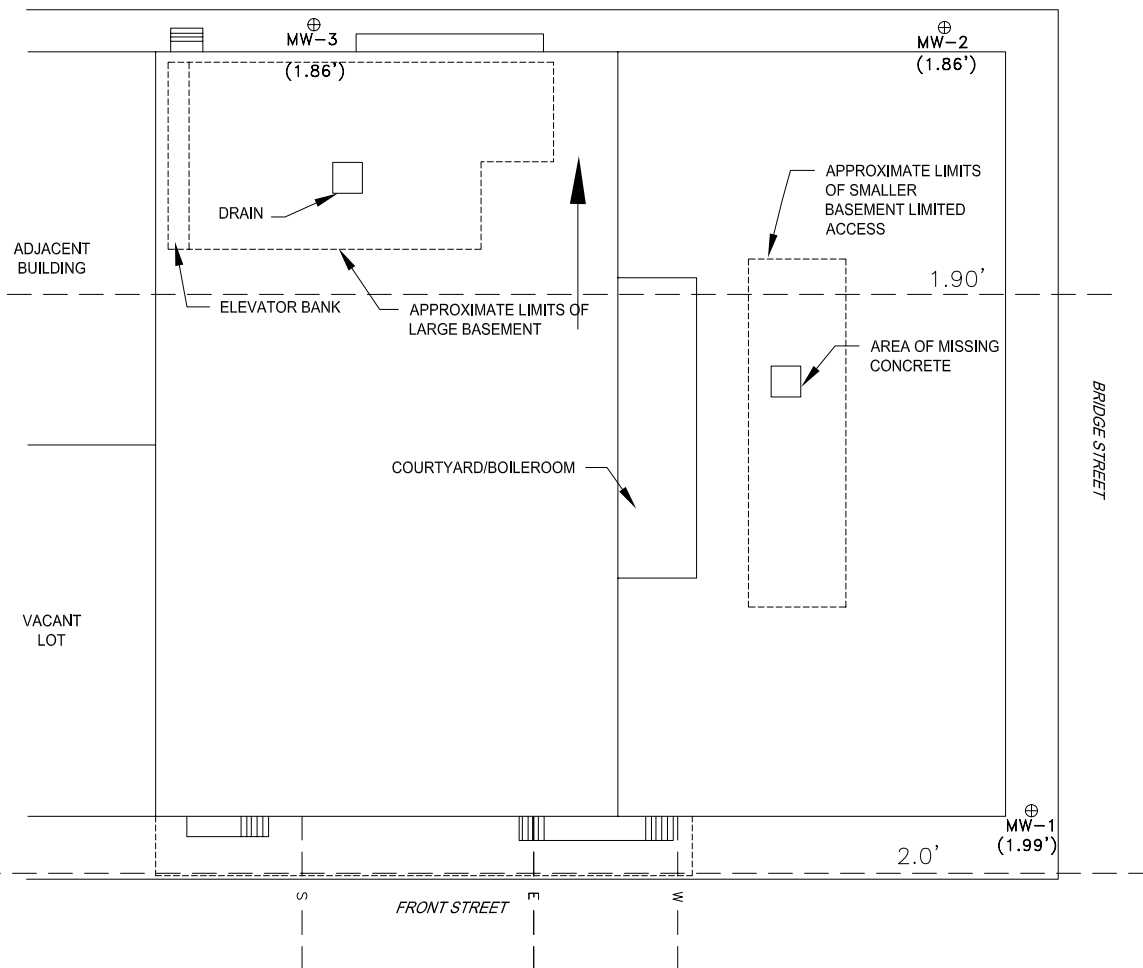 MW-3
(1.86')
MW-2
(1.86')
APPROXIMATE LIMITS
OF SMALLER
BASEMENT LIMITED
ACCESS
DRAIN
ADJACENT
BUILDING
1.90'
ELEVATOR BANK
APPROXIMATE LIMITS OF
LARGE BASEMENT
AREA OF MISSING
CONCRETE
BRIDGE STREET
COURTYARD/BOILEROOM
VACANT
LOT
MW-1
(1.99')
2.0'
S
E
W
FRONT STREET